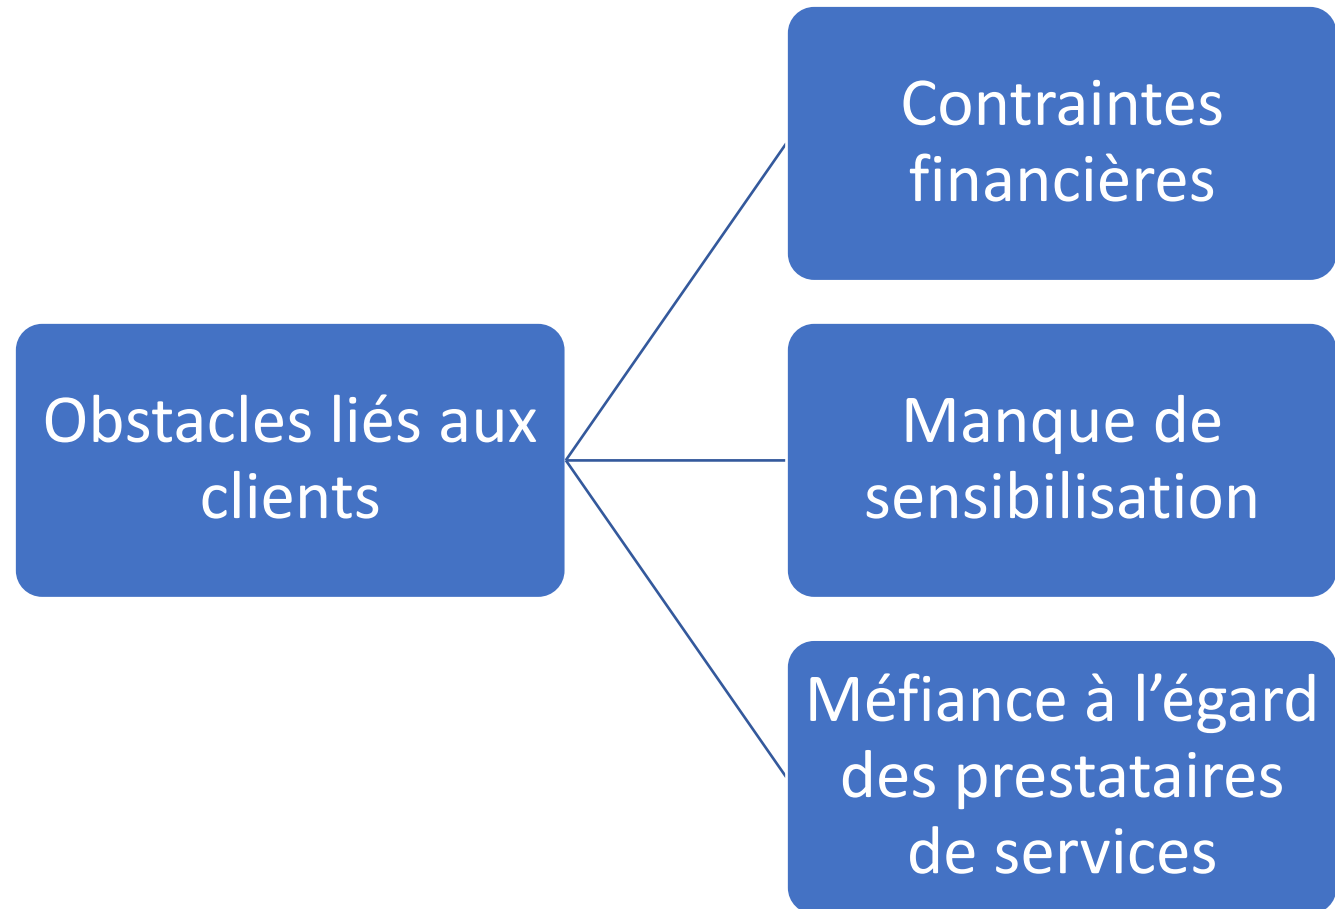 Obstacles liés aux
clients
Contraintes
financières
Manque de
sensibilisation
Méfiance à l’égard
des prestataires
de services